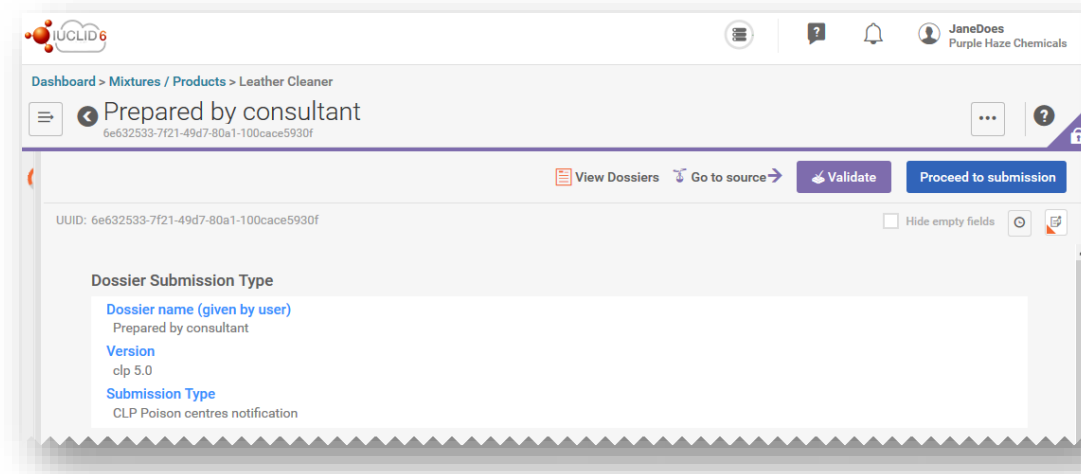 IUCLID 6
JaneDoes
Purple Haze Chemicals
Dashboard > Mixtures / Products > Leather Cleaner
Prepared by consultant
6e632533-7f21-49d7-80a1-100cace5930f
View Dossiers Go to source Validate Proceed to submission
UUID: 6e632533-7f21-49d7-80a1-100cace5930f Hide empty fields
Dossier Submission Type
Dossier name (given by user)
Prepared by consultant
Version
clp 5.0
Submission Type
CLP Poison centres notification